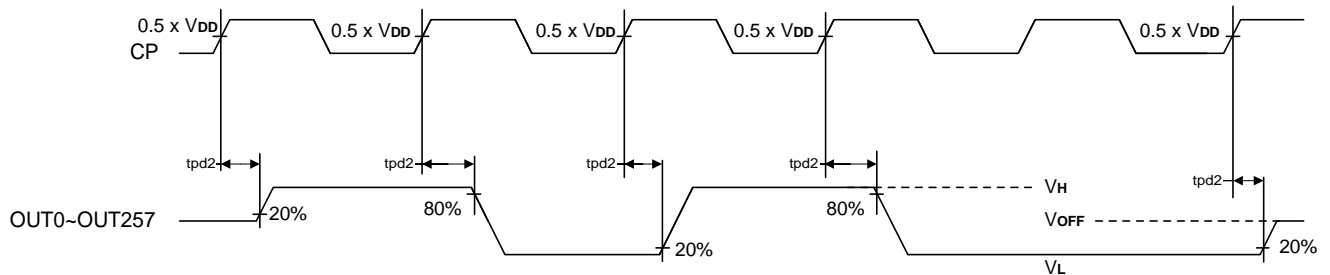 0.5 x VDD
0.5 x VDD
0.5 x VDD
0.5 x VDD
0.5 x VDD
CP
tpd2
tpd2
tpd2
tpd2
tpd2
VH
20%
80%
80%
OUT0~OUT257
VOFF
20%
20%
VL